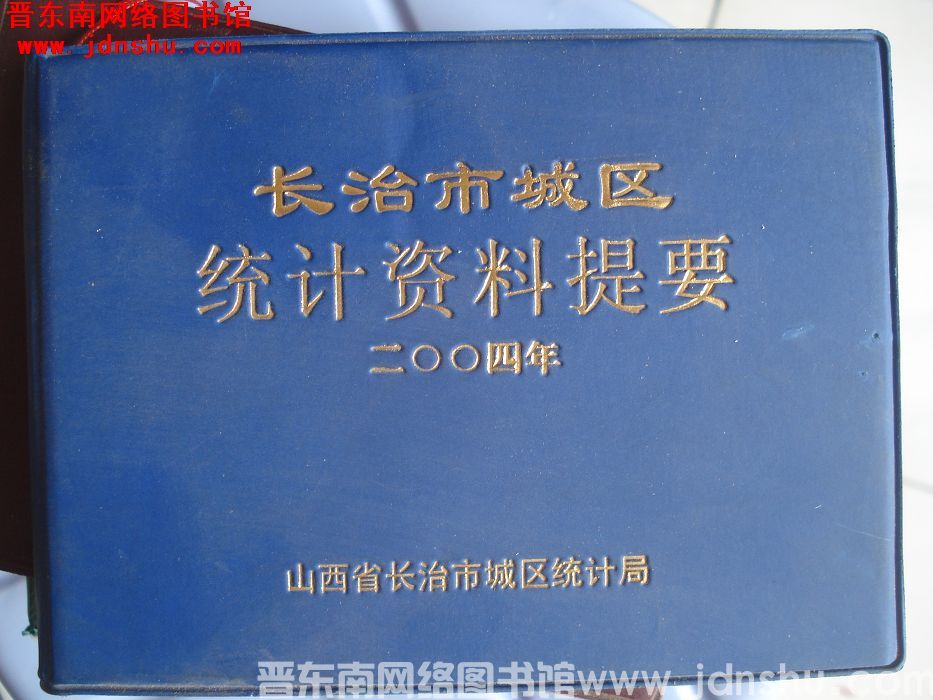 晋东南网络图书馆
www.jdnshu.com
长治市城区
统计资料提要
二〇〇四年
山西省长治市城区统计局
晋东南网络图书馆www.jdnshu.com